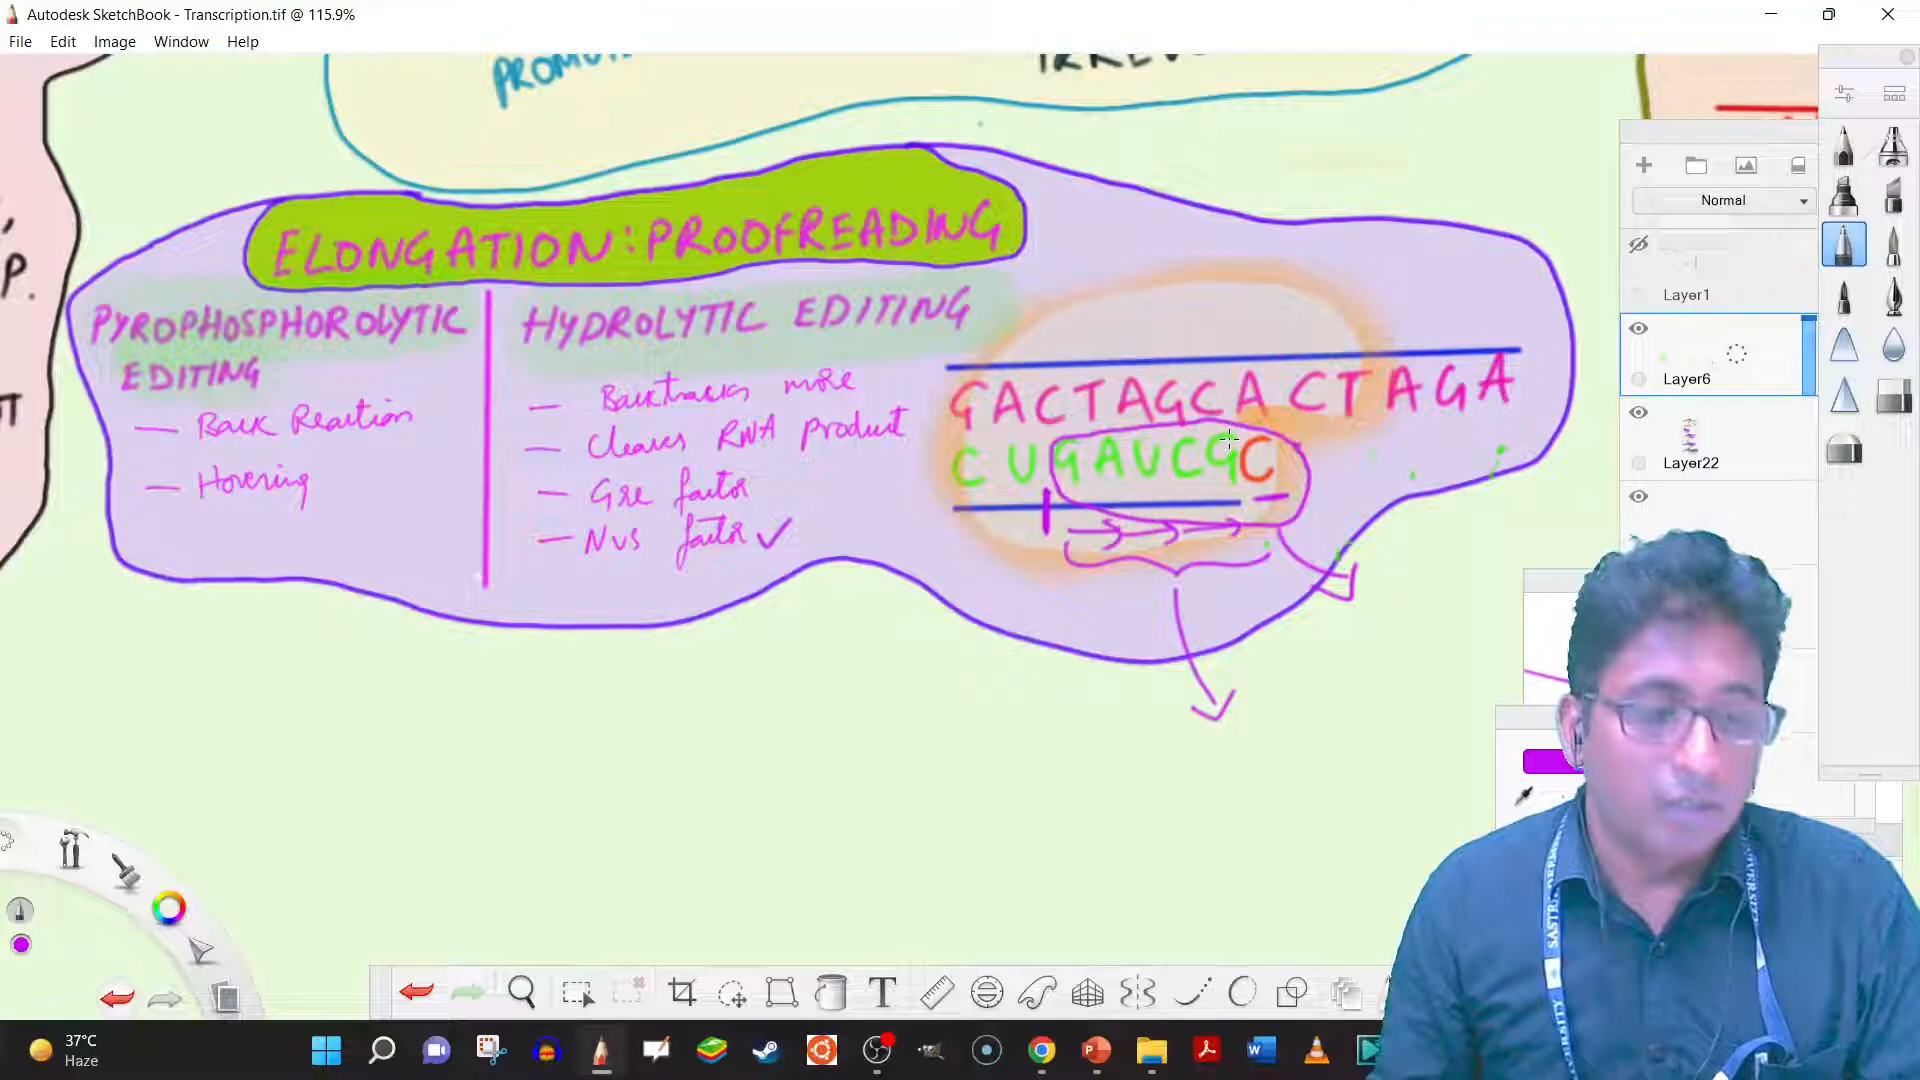 Autodesk SketchBook - Transcription.tif @ 115.9%
File Edit Image Window Help
P.
ELONGATION: PROOFREADING
PYROPHOSPHOROLYTIC
EDITING
— Back Reaction
— Hovering
HYDROLYTIC EDITING
— Backtracks more
— Cleaves RNA product
— Gre factor
— Nus factor ✓
GACTAGCACTAGA
CUGAUCGC
Normal
Layer1
Layer6
Layer22
37°C
Haze